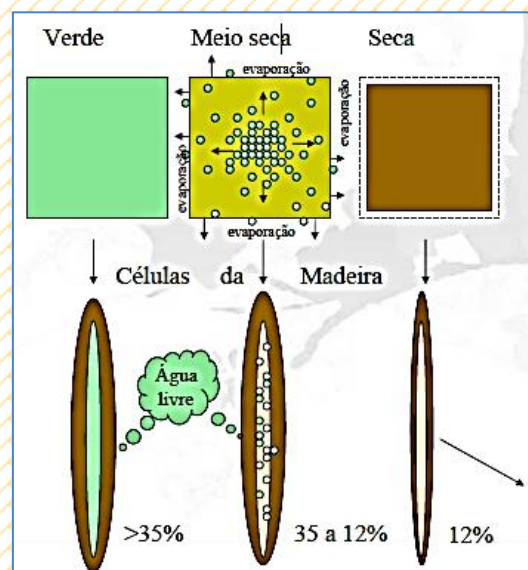 Verde
Meio seca
Seca
evaporação
evaporação
evaporação
evaporação
Células da Madeira
Água
livre
>35%
35 a 12%
12%